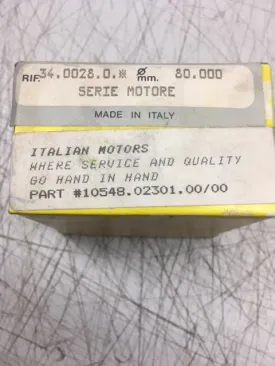 RIF. 34.0028.0.※ Ø mm. 80.000
SERIE MOTORE
MADE IN ITALY
ITALIAN MOTORS
WHERE SERVICE AND QUALITY
GO HAND IN HAND
PART #10548.02301.00/00